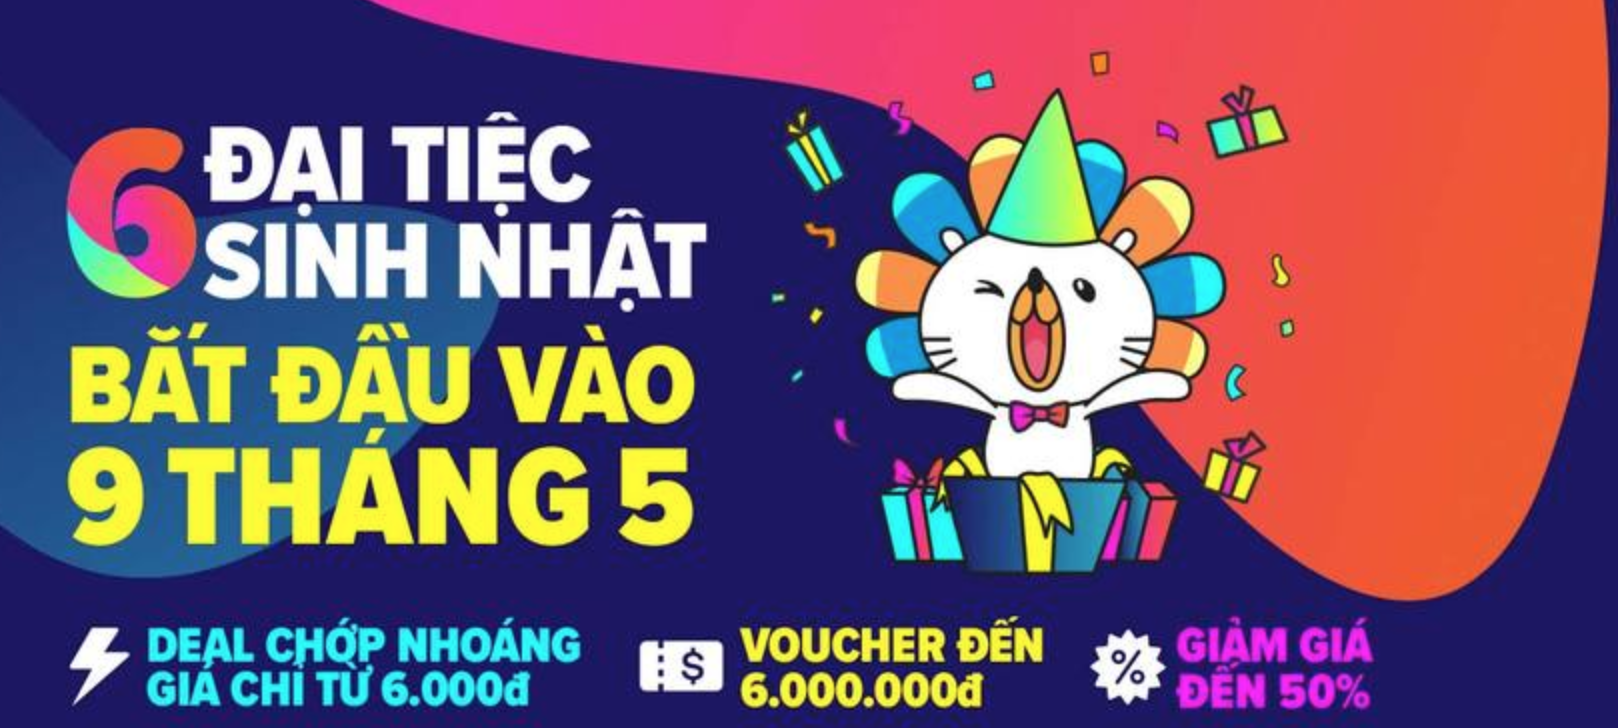 6 ĐẠI TIỆC
SINH NHẬT
BẮT ĐẦU VÀO
9 THÁNG 5
DEAL CHỚP NHOÁNG
GIÁ CHỈ TỪ 6.000đ
$ VOUCHER ĐẾN
6.000.000đ
% GIẢM GIÁ
ĐẾN 50%